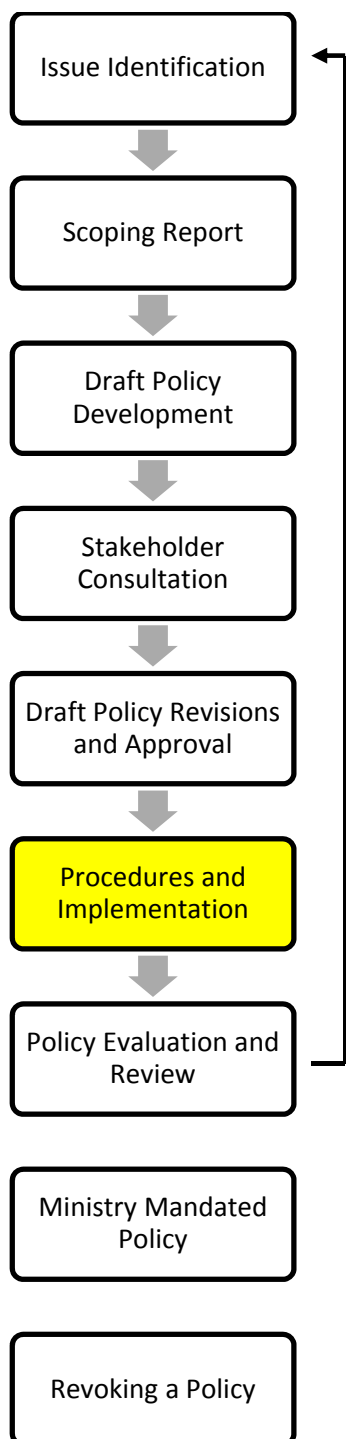 Issue Identification
Scoping Report
Draft Policy
Development
Stakeholder
Consultation
Draft Policy Revisions
and Approval
Procedures and
Implementation
Policy Evaluation and
Review
Ministry Mandated
Policy
Revoking a Policy